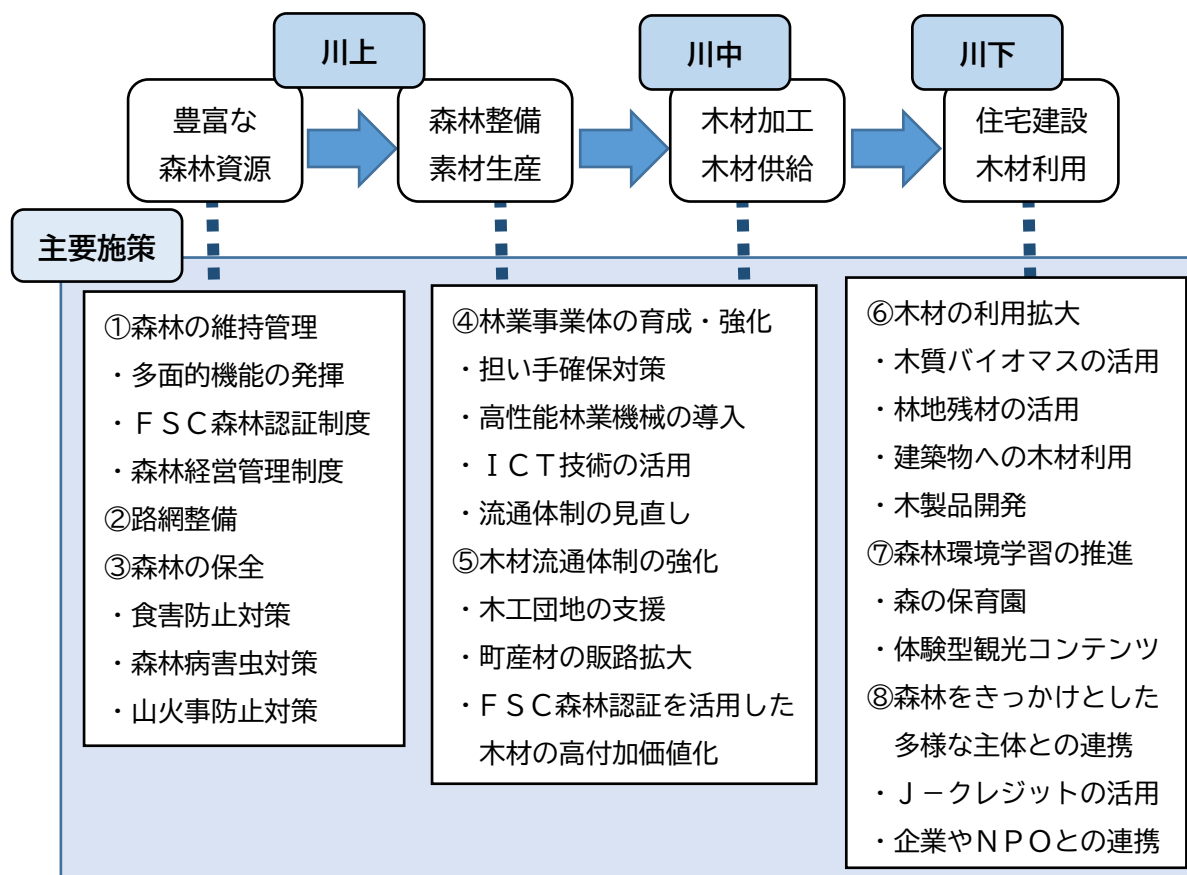 川上
川中
川下
豊富な
森林資源
森林整備
素材生産
木材加工
木材供給
住宅建設
木材利用
主要施策
①森林の維持管理
・多面的機能の発揮
・ＦＳＣ森林認証制度
・森林経営管理制度
②路網整備
③森林の保全
・食害防止対策
・森林病害虫対策
・山火事防止対策
④林業事業体の育成・強化
・担い手確保対策
・高性能林業機械の導入
・ＩＣＴ技術の活用
・流通体制の見直し
⑤木材流通体制の強化
・木工団地の支援
・町産材の販路拡大
・ＦＳＣ森林認証を活用した
木材の高付加価値化
⑥木材の利用拡大
・木質バイオマスの活用
・林地残材の活用
・建築物への木材利用
・木製品開発
⑦森林環境学習の推進
・森の保育園
・体験型観光コンテンツ
⑧森林をきっかけとした
多様な主体との連携
・Ｊ－クレジットの活用
・企業やＮＰＯとの連携